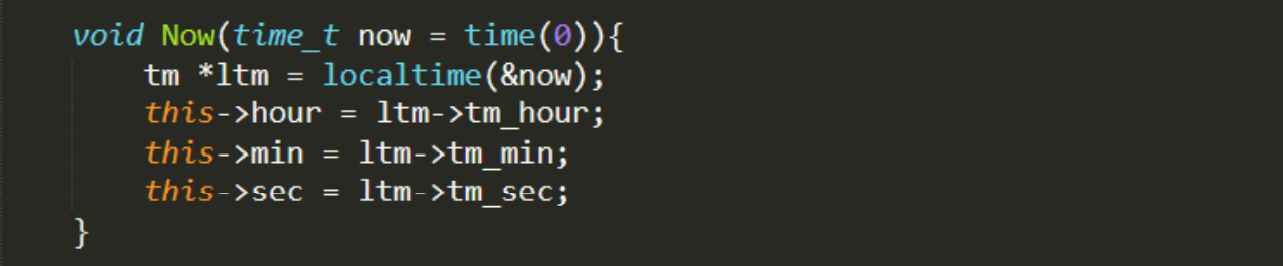 void Now(time_t now = time(0)){
    tm *ltm = localtime(&now);
    this->hour = ltm->tm_hour;
    this->min = ltm->tm_min;
    this->sec = ltm->tm_sec;
}